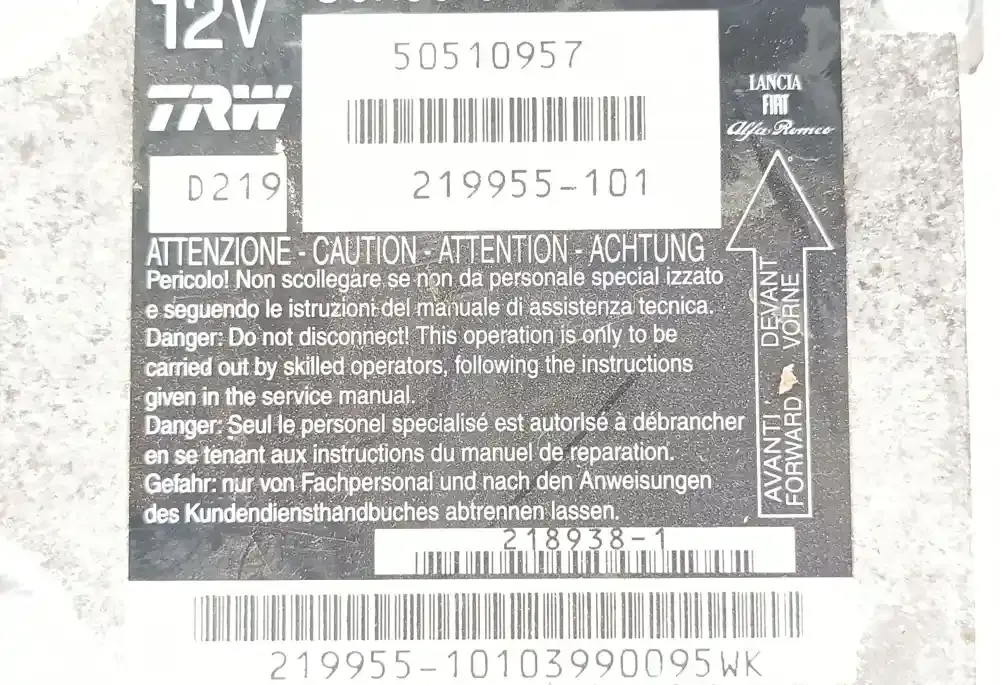 12V
50510957
TRW
LANCIA
FIAT
Alfa Romeo
D219
219955-101
ATTENZIONE - CAUTION - ATTENTION - ACHTUNG
Pericolo! Non scollegare se non da personale special izzato
e seguendo le istruzioni del manuale di assistenza tecnica.
Danger: Do not disconnect! This operation is only to be
carried out by skilled operators, following the instructions
given in the service manual.
Danger: Seul le personel specialisé est autorisé à débrancher
en se tenant aux instructions du manuel de reparation.
Gefahr: nur von Fachpersonal und nach den Anweisungen
des Kundendiensthandbuches abtrennen lassen.
AVANTI DEVANT
FORWARD VORNE
218938-1
219955-10103990095WK